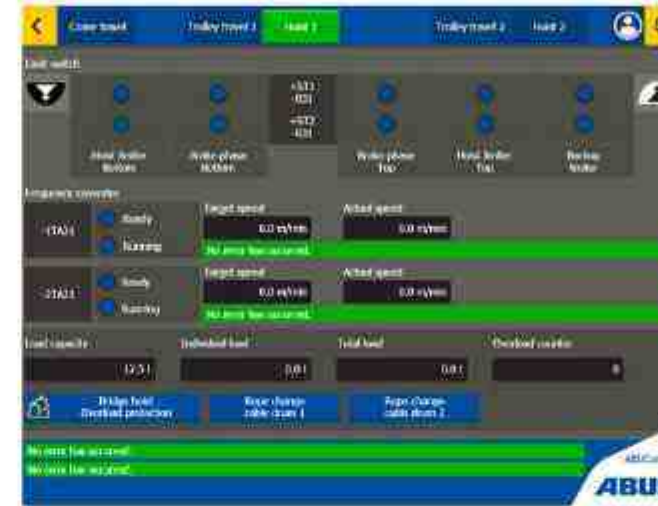 Crane travel
Trolley travel 1
Hoist 1
Trolley travel 2
Hoist 2
Limit switch
Hoist limiter
Bottom
Brake phase
Bottom
Brake phase
Top
Hoist limiter
Top
Frequency converter
Ready
Running
Target speed
0.0 m/min
Actual speed
0.0 m/min
No error has occurred.
Ready
Running
Target speed
0.0 m/min
Actual speed
0.0 m/min
No error has occurred.
Load capacity
Individual load
0.0 t
Total load
0.0 t
Overload counter
0
Bridge hoist
Overload protection
Rope change
cable drum 1
Rope change
cable drum 2
No error has occurred.
No error has occurred.
ABU